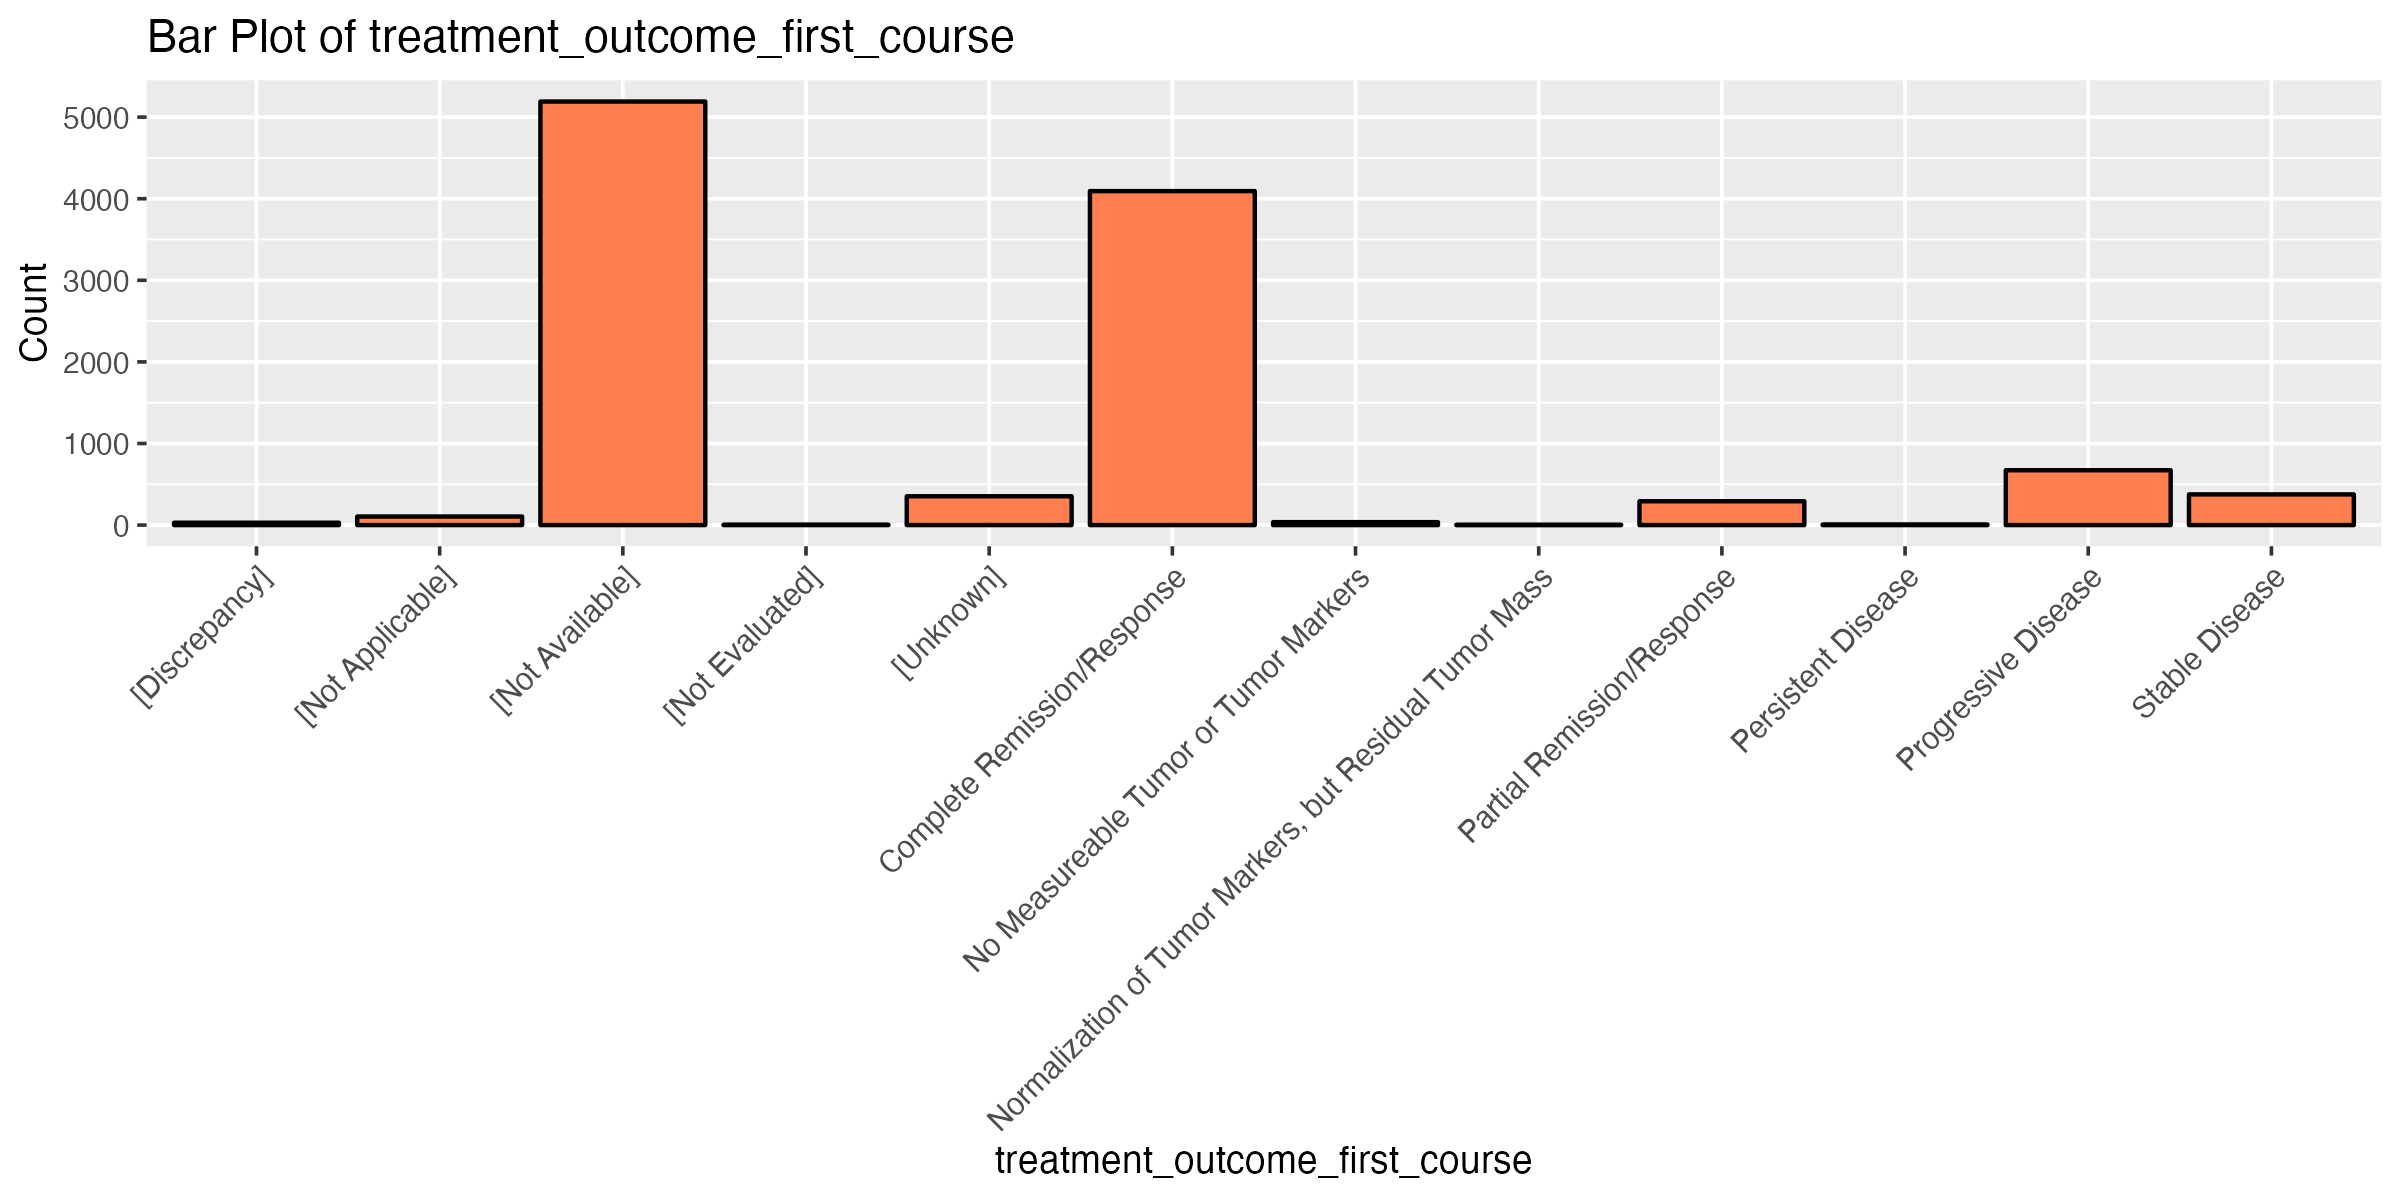 Bar Plot of treatment_outcome_first_course
Count
5000
4000
3000
2000
1000
0
[Discrepancy]
[Not Applicable]
[Not Available]
[Not Evaluated]
[Unknown]
Complete Remission/Response
No Measureable Tumor or Tumor Markers
Normalization of Tumor Markers, but Residual Tumor Mass
Partial Remission/Response
Persistent Disease
Progressive Disease
Stable Disease
treatment_outcome_first_course